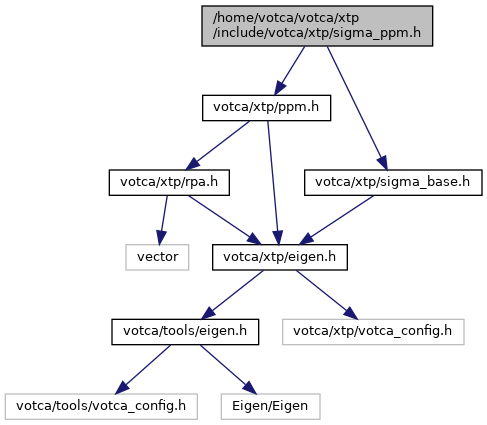 /home/votca/votca/xtp
/include/votca/xtp/sigma_ppm.h
votca/xtp/ppm.h
votca/xtp/rpa.h
votca/xtp/sigma_base.h
vector
votca/xtp/eigen.h
votca/tools/eigen.h
votca/xtp/votca_config.h
votca/tools/votca_config.h
Eigen/Eigen